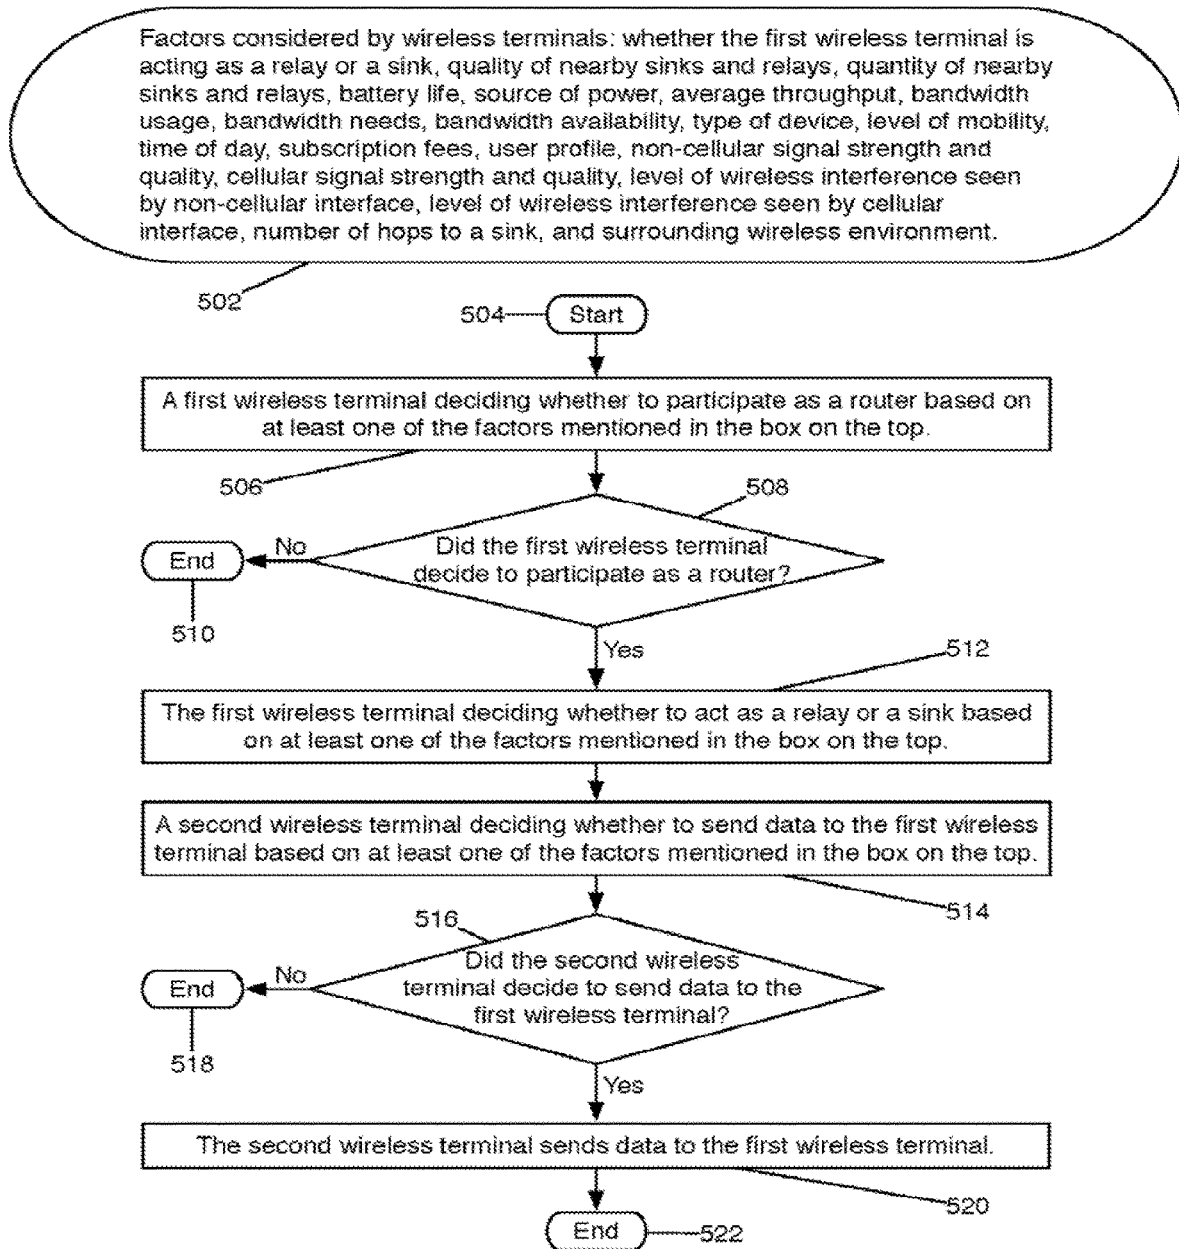 Factors considered by wireless terminals: whether the first wireless terminal is
acting as a relay or a sink, quality of nearby sinks and relays, quantity of nearby
sinks and relays, battery life, source of power, average throughput, bandwidth
usage, bandwidth needs, bandwidth availability, type of device, level of mobility,
time of day, subscription fees, user profile, non-cellular signal strength and
quality, cellular signal strength and quality, level of wireless interference seen
by non-cellular interface, level of wireless interference seen by cellular
interface, number of hops to a sink, and surrounding wireless environment.
502
504
Start
A first wireless terminal deciding whether to participate as a router based on
at least one of the factors mentioned in the box on the top.
506
508
Did the first wireless terminal
decide to participate as a router?
No
End
510
Yes
512
The first wireless terminal deciding whether to act as a relay or a sink based
on at least one of the factors mentioned in the box on the top.
A second wireless terminal deciding whether to send data to the first wireless
terminal based on at least one of the factors mentioned in the box on the top.
514
516
Did the second wireless
terminal decide to send data to the
first wireless terminal?
No
End
518
Yes
The second wireless terminal sends data to the first wireless terminal.
520
End
522